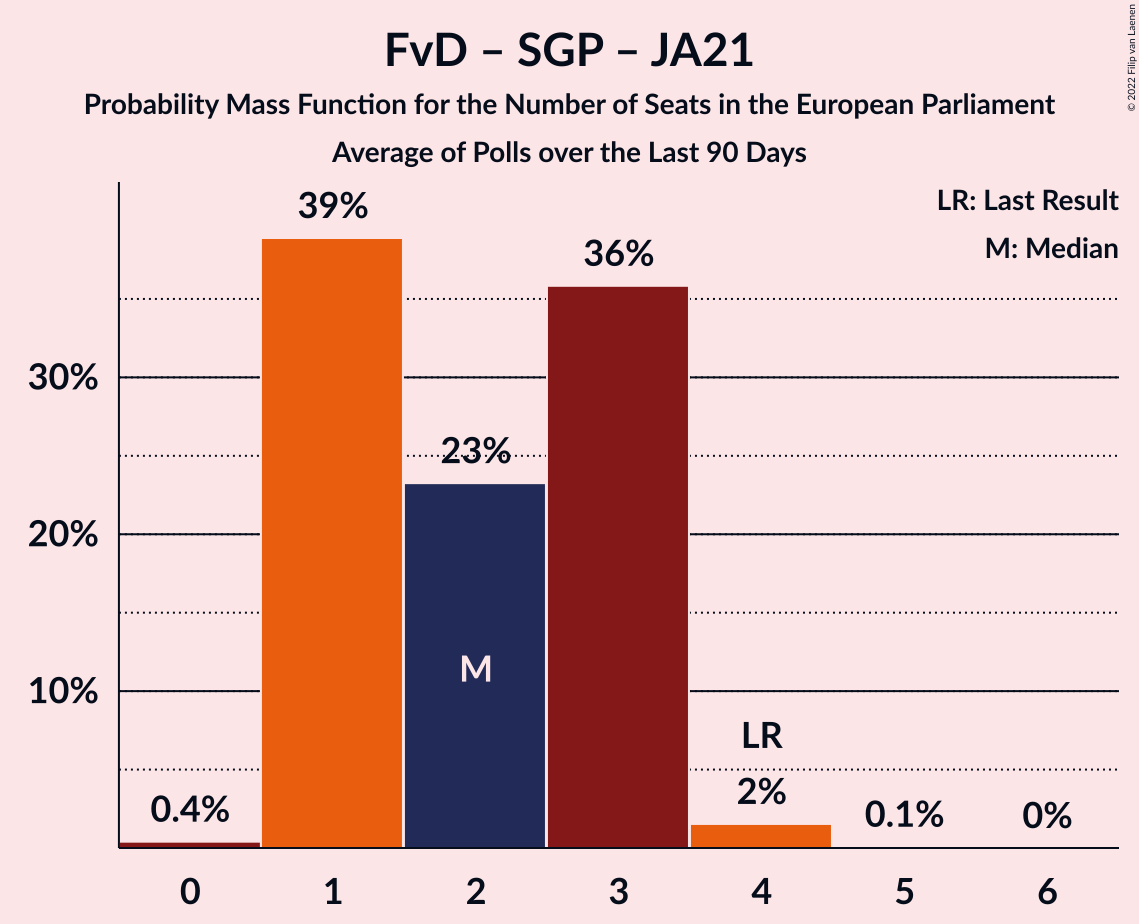 FvD – SGP – JA21
Probability Mass Function for the Number of Seats in the European Parliament
Average of Polls over the Last 90 Days
© 2022 Filip van Laenen
LR: Last Result
M: Median
39%
36%
30%
23%
20%
M
10%
LR
0.4%
2%
0.1%
0%
0 1 2 3 4 5 6